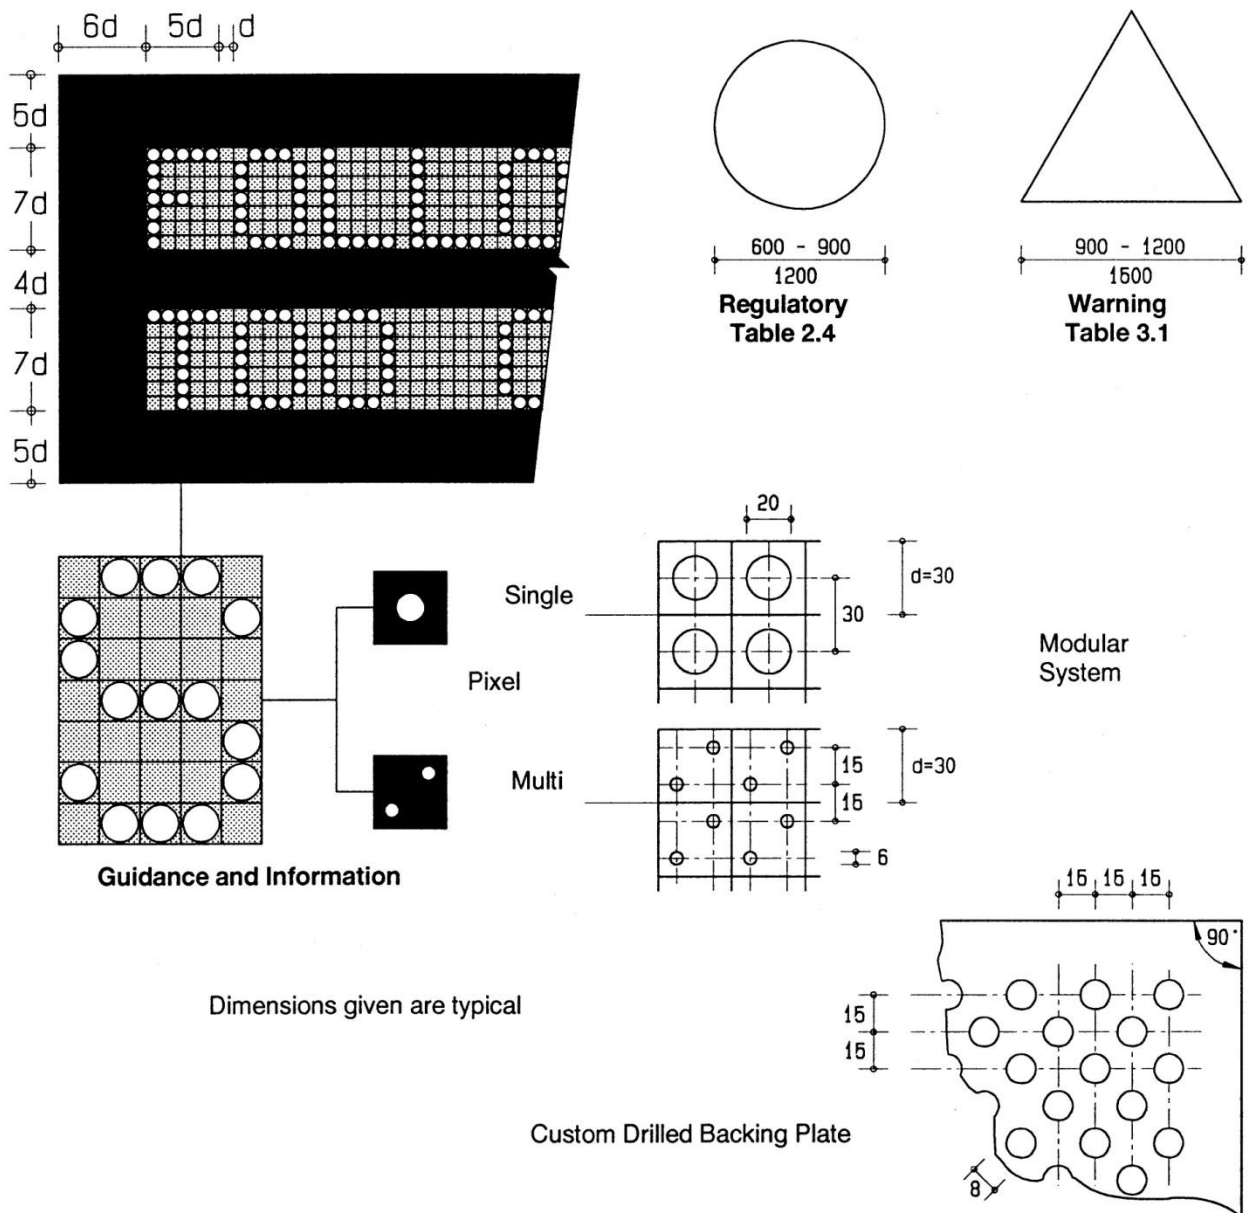 6d 5d d
5d
7d
4d
7d
5d
FOLLO
TOD
600 - 900
1200
Regulatory
Table 2.4
900 - 1200
1500
Warning
Table 3.1
S
Guidance and Information
Pixel
Single
Multi
20
30
d=30
15
15
d=30
6
Modular
System
Dimensions given are typical
15 15 15
90°
15
15
8
Custom Drilled Backing Plate